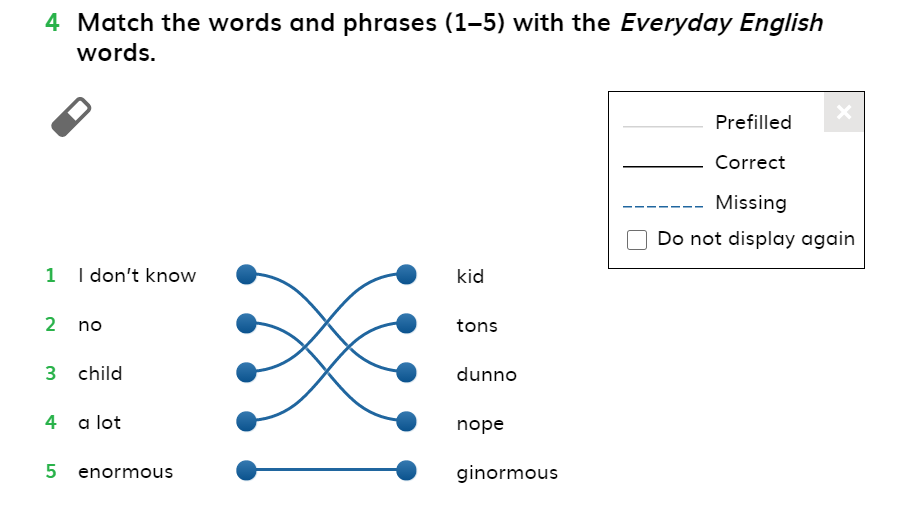 4 Match the words and phrases (1–5) with the Everyday English
words.
Prefilled
Correct
Missing
Do not display again
1 I don’t know
kid
2 no
tons
3 child
dunno
4 a lot
nope
5 enormous
ginormous